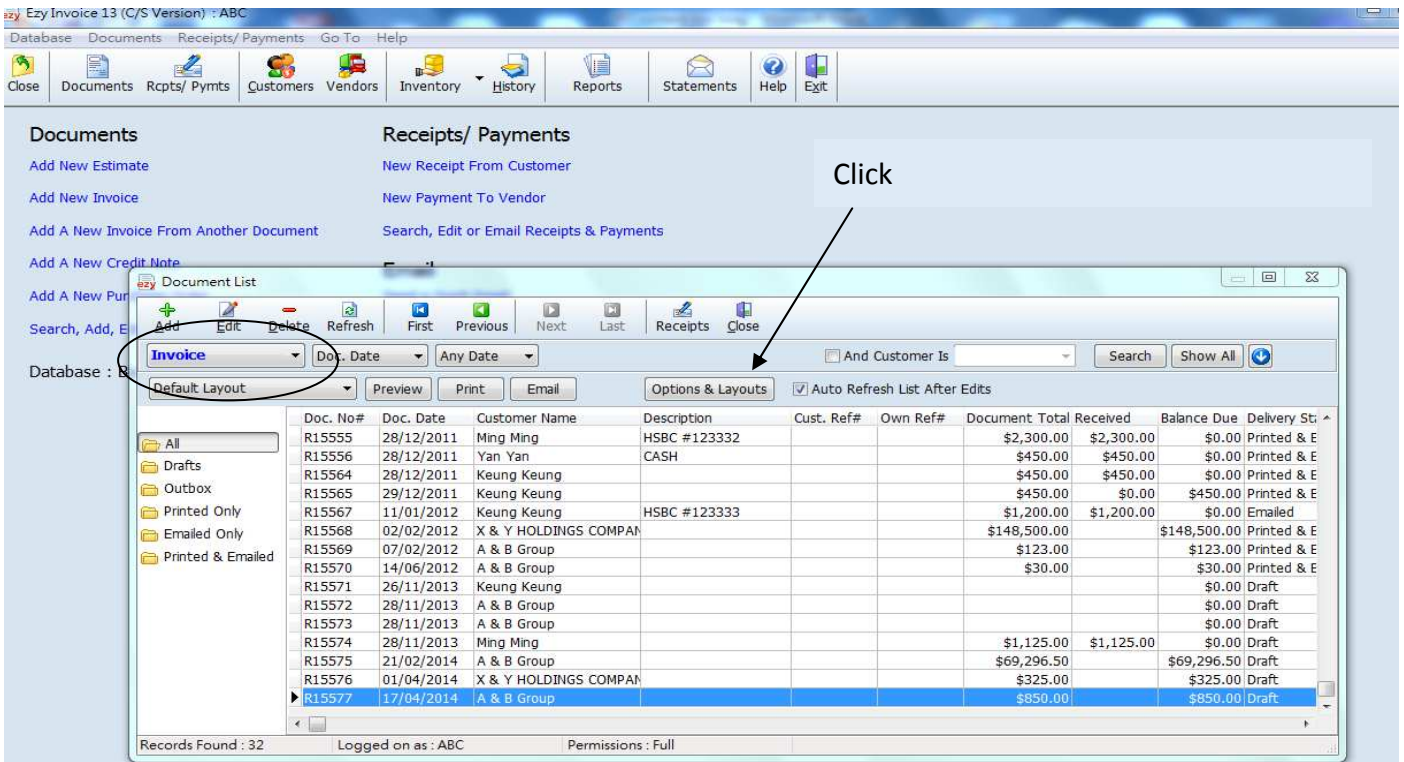 ezy Ezy Invoice 13 (C/S Version) : ABC
Database Documents Receipts/ Payments Go To Help
Close Documents Rcpts/ Pymts Customers Vendors Inventory History Reports Statements Help Exit
Documents Receipts/ Payments
Click
Add New Estimate New Receipt From Customer
Add New Invoice New Payment To Vendor
Add A New Invoice From Another Document Search, Edit or Email Receipts & Payments
Add A New Credit Note
ezy Document List
Add A New Pur
Add Edit Delete Refresh First Previous Next Last Receipts Close
Search, Add, E
Invoice Doc. Date Any Date And Customer Is Search Show All
Database : B
Default Layout Preview Print Email Options & Layouts Auto Refresh List After Edits
Doc. No# Doc. Date Customer Name Description Cust. Ref# Own Ref# Document Total Received Balance Due Delivery Sta
All
Drafts
Outbox
Printed Only
Emailed Only
Printed & Emailed
R15555 28/12/2011 Ming Ming HSBC #123332 $2,300.00 $2,300.00 $0.00 Printed & E
R15556 28/12/2011 Yan Yan CASH $450.00 $450.00 $0.00 Printed & E
R15564 28/12/2011 Keung Keung $450.00 $450.00 $0.00 Printed & E
R15565 29/12/2011 Keung Keung $450.00 $0.00 $450.00 Printed & E
R15567 11/01/2012 Keung Keung HSBC #123333 $1,200.00 $1,200.00 $0.00 Emailed
R15568 02/02/2012 X & Y HOLDINGS COMPAN $148,500.00 $148,500.00 Printed & E
R15569 07/02/2012 A & B Group $123.00 $123.00 Printed & E
R15570 14/06/2012 A & B Group $30.00 $30.00 Printed & E
R15571 26/11/2013 Keung Keung $0.00 Draft
R15572 28/11/2013 A & B Group $0.00 Draft
R15573 28/11/2013 A & B Group $0.00 Draft
R15574 28/11/2013 Ming Ming $1,125.00 $1,125.00 $0.00 Draft
R15575 21/02/2014 A & B Group $69,296.50 $69,296.50 Draft
R15576 01/04/2014 X & Y HOLDINGS COMPAN $325.00 $325.00 Draft
R15577 17/04/2014 A & B Group $850.00 $850.00 Draft
Records Found : 32 Logged on as : ABC Permissions : Full